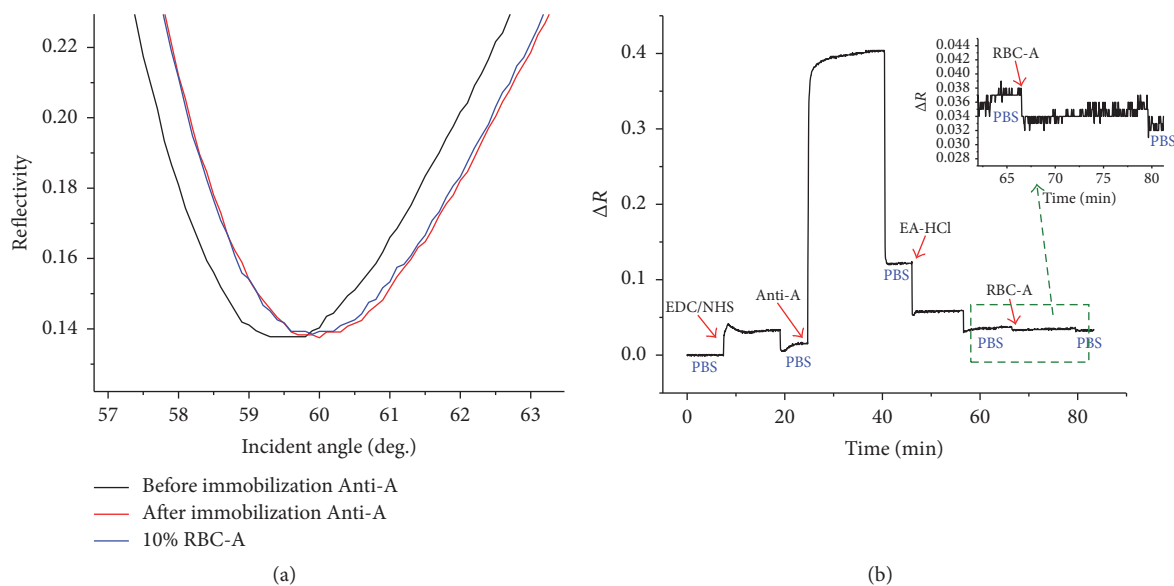 0.22
0.20
0.18
0.16
0.14
Reflectivity
57 58 59 60 61 62 63
Incident angle (deg.)
Before immobilization Anti-A
After immobilization Anti-A
10% RBC-A
(a)
0.4
0.3
0.2
0.1
0.0
ΔR
EDC/NHS
PBS
Anti-A
PBS
PBS
EA-HCl
RBC-A
PBS
PBS
0 20 40 60 80
Time (min)
0.044
0.042
0.040
0.038
0.036
0.034
0.032
0.030
0.028
ΔR
RBC-A
PBS
PBS
65 70 75 80
Time (min)
(b)